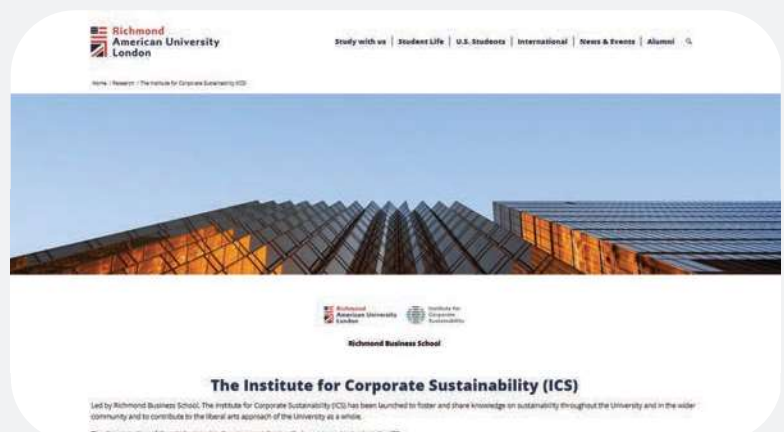 Richmond
American University
London
Study with us | Student Life | U.S. Students | International | News & Events | Alumni
Home / Research / The Institute for Corporate Sustainability (ICS)
Richmond
American University
London
Institute for
Corporate
Sustainability
Richmond Business School
The Institute for Corporate Sustainability (ICS)
Led by Richmond Business School, The Institute for Corporate Sustainability (ICS) has been launched to foster and share knowledge on sustainability throughout the University and in the wider
community and to contribute to the liberal arts approach of the University as a whole.